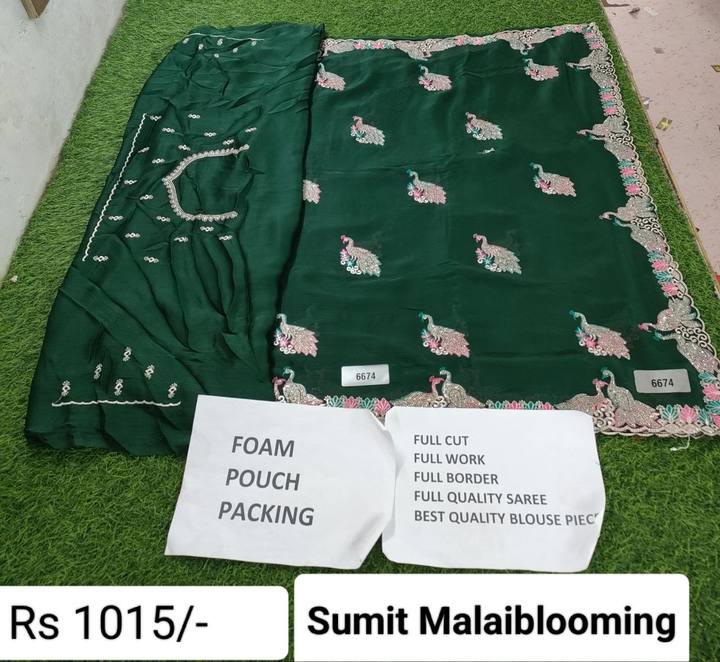 6674
6674
FOAM
POUCH
PACKING
FULL CUT
FULL WORK
FULL BORDER
FULL QUALITY SAREE
BEST QUALITY BLOUSE PIEC
Rs 1015/-
Sumit Malaiblooming